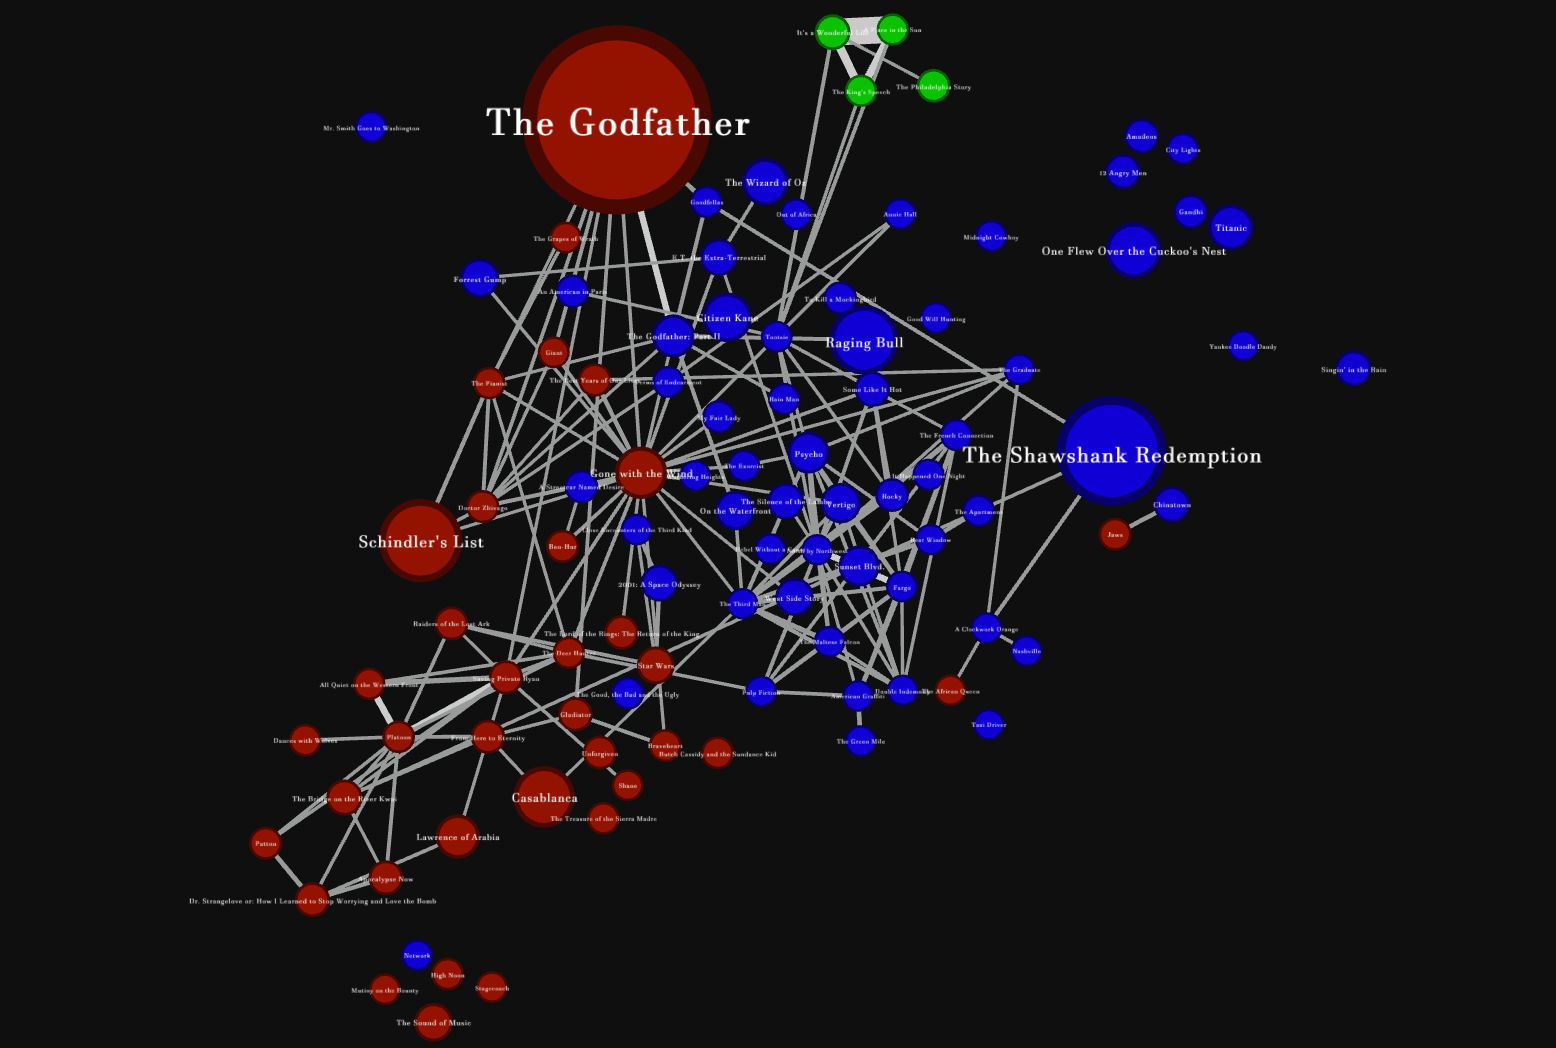 It's a Wonderful Life
A Place in the Sun
The King's Speech
The Philadelphia Story
The Godfather
Mr. Smith Goes to Washington
Amadeus
City Lights
12 Angry Men
The Wizard of Oz
Goodfellas
Out of Africa
Annie Hall
Gandhi
Titanic
Midnight Cowboy
The Grapes of Wrath
One Flew Over the Cuckoo's Nest
E.T. the Extra-Terrestrial
Forrest Gump
An American in Paris
To Kill a Mockingbird
Citizen Kane
Good Will Hunting
The Godfather: Part II
Tootsie
Raging Bull
Yankee Doodle Dandy
Giant
The Graduate
Singin' in the Rain
The Pianist
The Best Years of Our Lives
Terms of Endearment
Some Like It Hot
Rain Man
My Fair Lady
The French Connection
Psycho
The Shawshank Redemption
The Exorcist
Gone with the Wind
Wuthering Heights
It Happened One Night
A Streetcar Named Desire
The Silence of the Lambs
Rocky
Vertigo
Chinatown
Doctor Zhivago
On the Waterfront
The Apartment
Close Encounters of the Third Kind
Jaws
Schindler's List
Ben-Hur
Rear Window
Rebel Without a
North by Northwest
Sunset Blvd.
2001: A Space Odyssey
Fargo
West Side Story
The Third Man
Raiders of the Lost Ark
The Lord of the Rings: The Return of the King
A Clockwork Orange
The Maltese Falcon
Nashville
The Deer Hunter
Star Wars
Saving Private Ryan
All Quiet on the Western Front
The Good, the Bad and the Ugly
Pulp Fiction
American Graffiti
Double Indemnity
The African Queen
Gladiator
Taxi Driver
Dances with Wolves
Platoon
From Here to Eternity
The Green Mile
Braveheart
Unforgiven
Butch Cassidy and the Sundance Kid
Shane
The Bridge on the River Kwai
Casablanca
The Treasure of the Sierra Madre
Lawrence of Arabia
Patton
Apocalypse Now
Dr. Strangelove or: How I Learned to Stop Worrying and Love the Bomb
Network
High Noon
Mutiny on the Bounty
Stagecoach
The Sound of Music